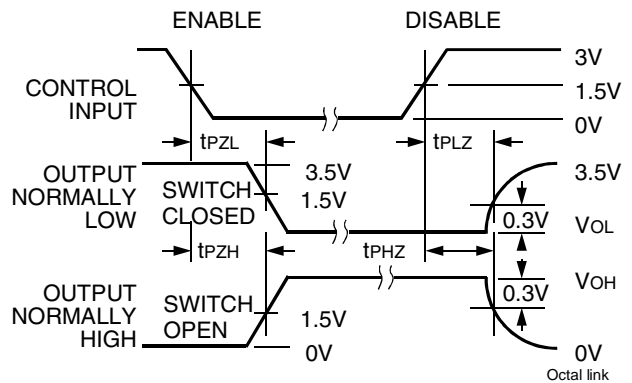 ENABLE
DISABLE
CONTROL
INPUT
3V
1.5V
0V
tPZL
tPLZ
OUTPUT
NORMALLY
LOW
SWITCH
CLOSED
3.5V
1.5V
3.5V
0.3V
VOL
tPZH
tPHZ
OUTPUT
NORMALLY
HIGH
SWITCH
OPEN
1.5V
0V
0.3V
VOH
0V
Octal link